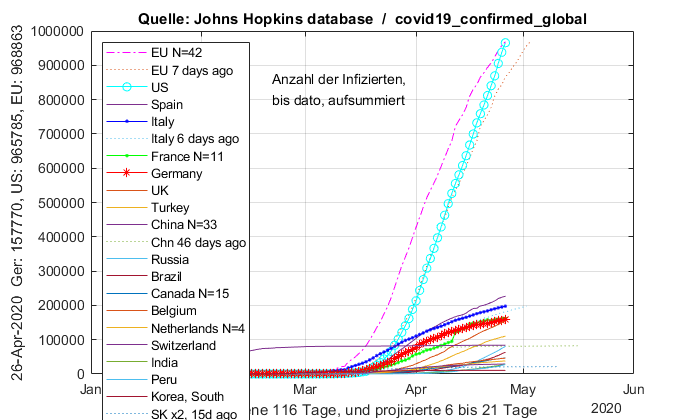 Quelle: Johns Hopkins database / covid19_confirmed_global
26-Apr-2020 Ger: 157770, US: 965785, EU: 968863
1000000
900000
800000
700000
600000
500000
400000
300000
200000
100000
0
EU N=42
EU 7 days ago
US
Spain
Italy
Italy 6 days ago
France N=11
Germany
UK
Turkey
China N=33
Chn 46 days ago
Russia
Brazil
Canada N=15
Belgium
Netherlands N=4
Switzerland
India
Peru
Korea, South
SK x2, 15d ago
Anzahl der Infizierten,
bis dato, aufsummiert
Jan Mar Apr May Jun
ene 116 Tage, und projizierte 6 bis 21 Tage 2020